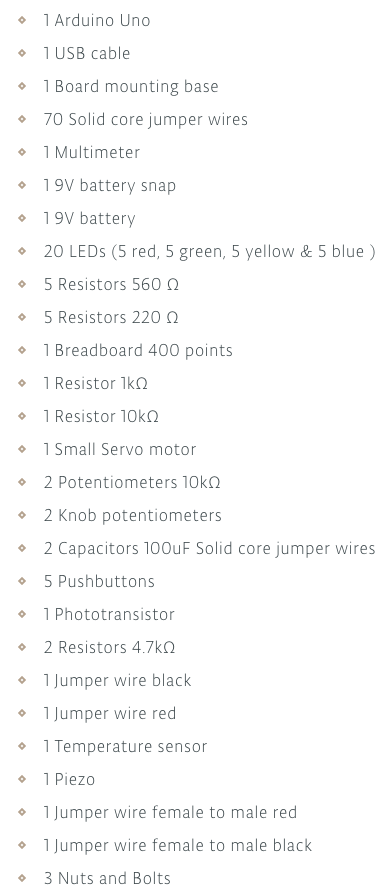 1 Arduino Uno
1 USB cable
1 Board mounting base
70 Solid core jumper wires
1 Multimeter
1 9V battery snap
1 9V battery
20 LEDs (5 red, 5 green, 5 yellow & 5 blue )
5 Resistors 560 Ω
5 Resistors 220 Ω
1 Breadboard 400 points
1 Resistor 1kΩ
1 Resistor 10kΩ
1 Small Servo motor
2 Potentiometers 10kΩ
2 Knob potentiometers
2 Capacitors 100uF Solid core jumper wires
5 Pushbuttons
1 Phototransistor
2 Resistors 4.7kΩ
1 Jumper wire black
1 Jumper wire red
1 Temperature sensor
1 Piezo
1 Jumper wire female to male red
1 Jumper wire female to male black
3 Nuts and Bolts